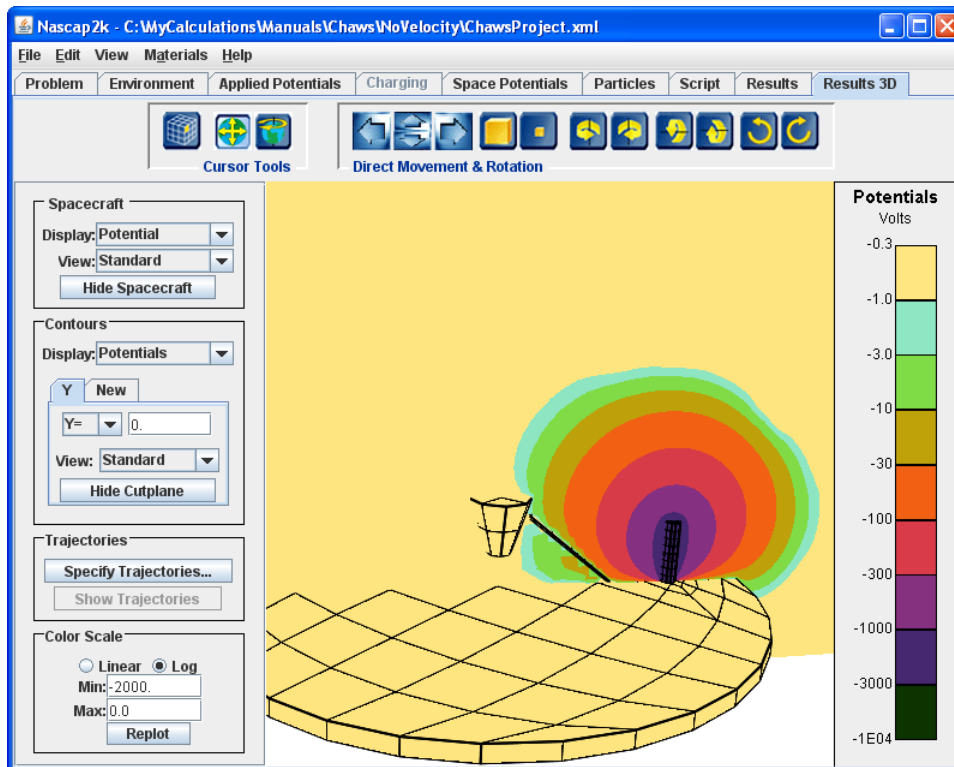 Nascap2k - C:\MyCalculations\Manuals\Chaws\NoVelocity\ChawsProject.xml
File Edit View Materials Help
Problem Environment Applied Potentials Charging Space Potentials Particles Script Results Results 3D
Cursor Tools Direct Movement & Rotation
Spacecraft
Display: Potential
View: Standard
Hide Spacecraft
Contours
Display: Potentials
Y New
Y= 0.
View: Standard
Hide Cutplane
Trajectories
Specify Trajectories...
Show Trajectories
Color Scale
Linear Log
Min: -2000.
Max: 0.0
Replot
Potentials
Volts
-0.3
-1.0
-3.0
-10
-30
-100
-300
-1000
-3000
-1E04